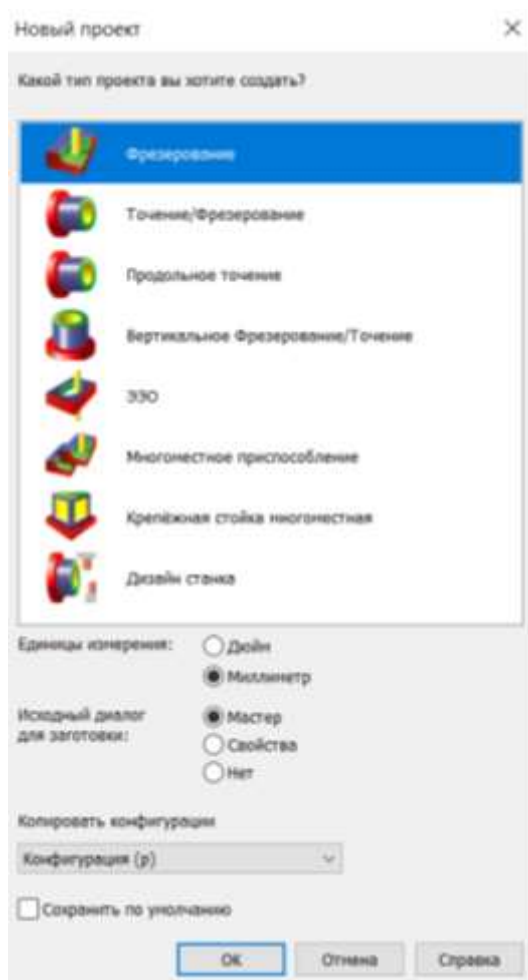 Новый проект
Какой тип проекта вы хотите создать?
Фрезерование
Точение/Фрезерование
Продольное точение
Вертикальное Фрезерование/Точение
ЭЭО
Многоместное приспособление
Крепёжная стойка многоместная
Дизайн станка
Единицы измерения:
Дюйм
Миллиметр
Исходный диалог
для заготовки:
Мастер
Свойства
Нет
Копировать конфигурации
Конфигурация (р)
Сохранить по умолчанию
ОК Отмена Справка